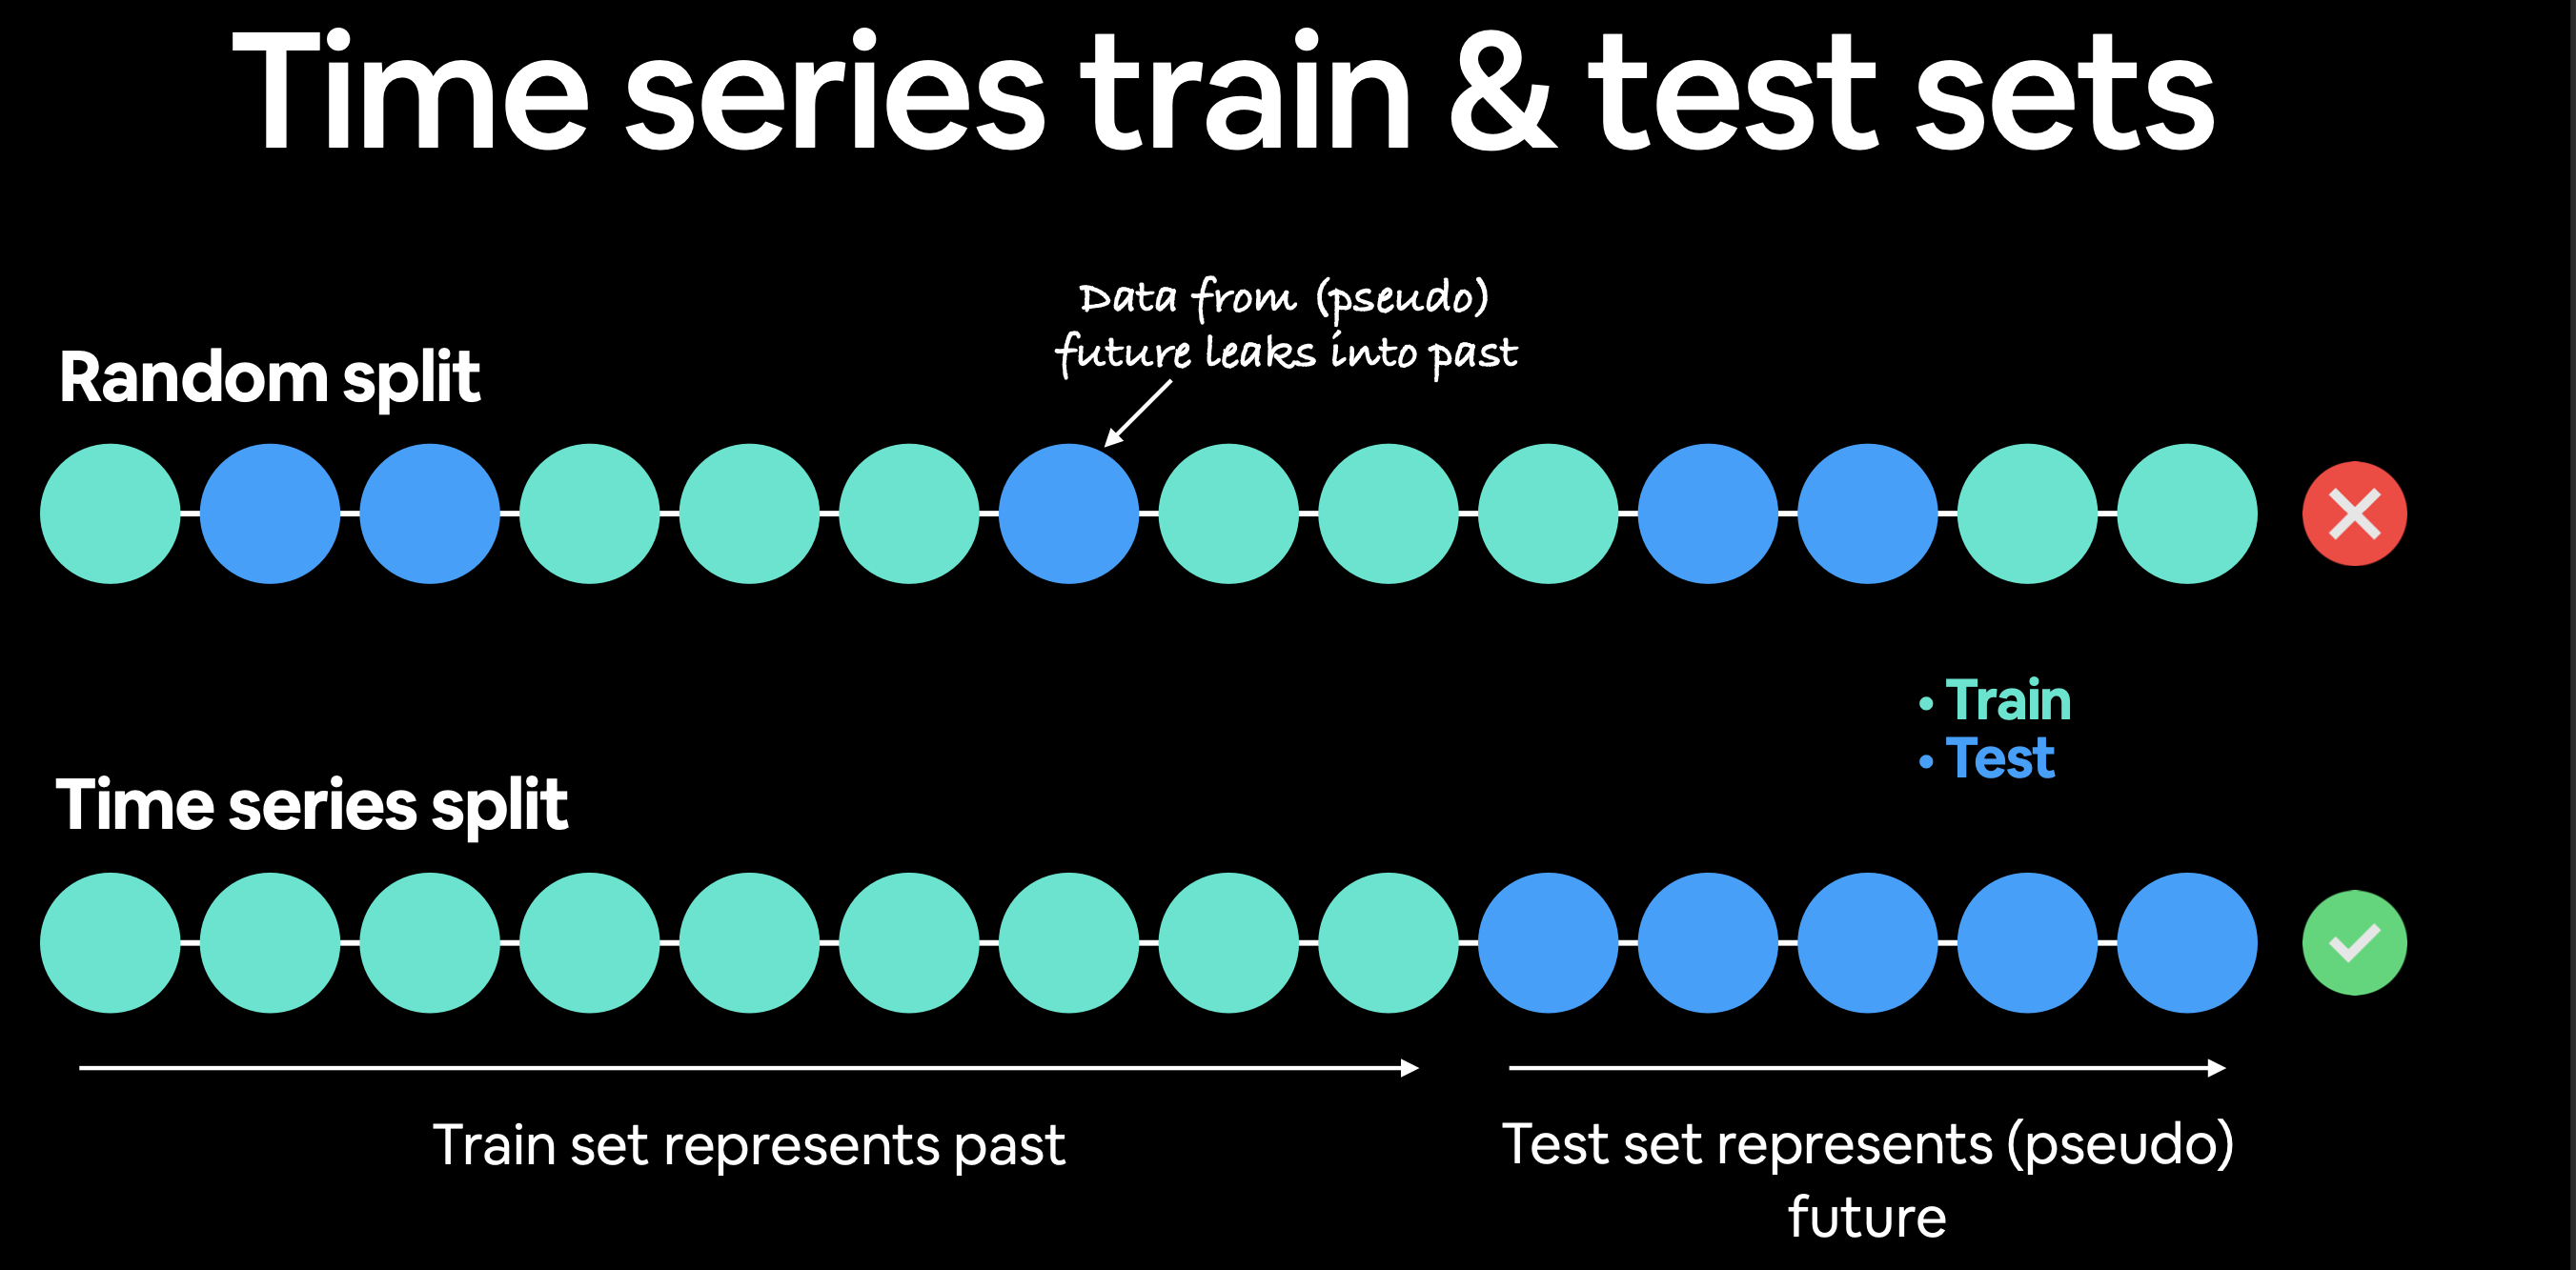 Time series train & test sets
Data from (pseudo)
future leaks into past
Random split
• Train
• Test
Time series split
Train set represents past
Test set represents (pseudo)
future